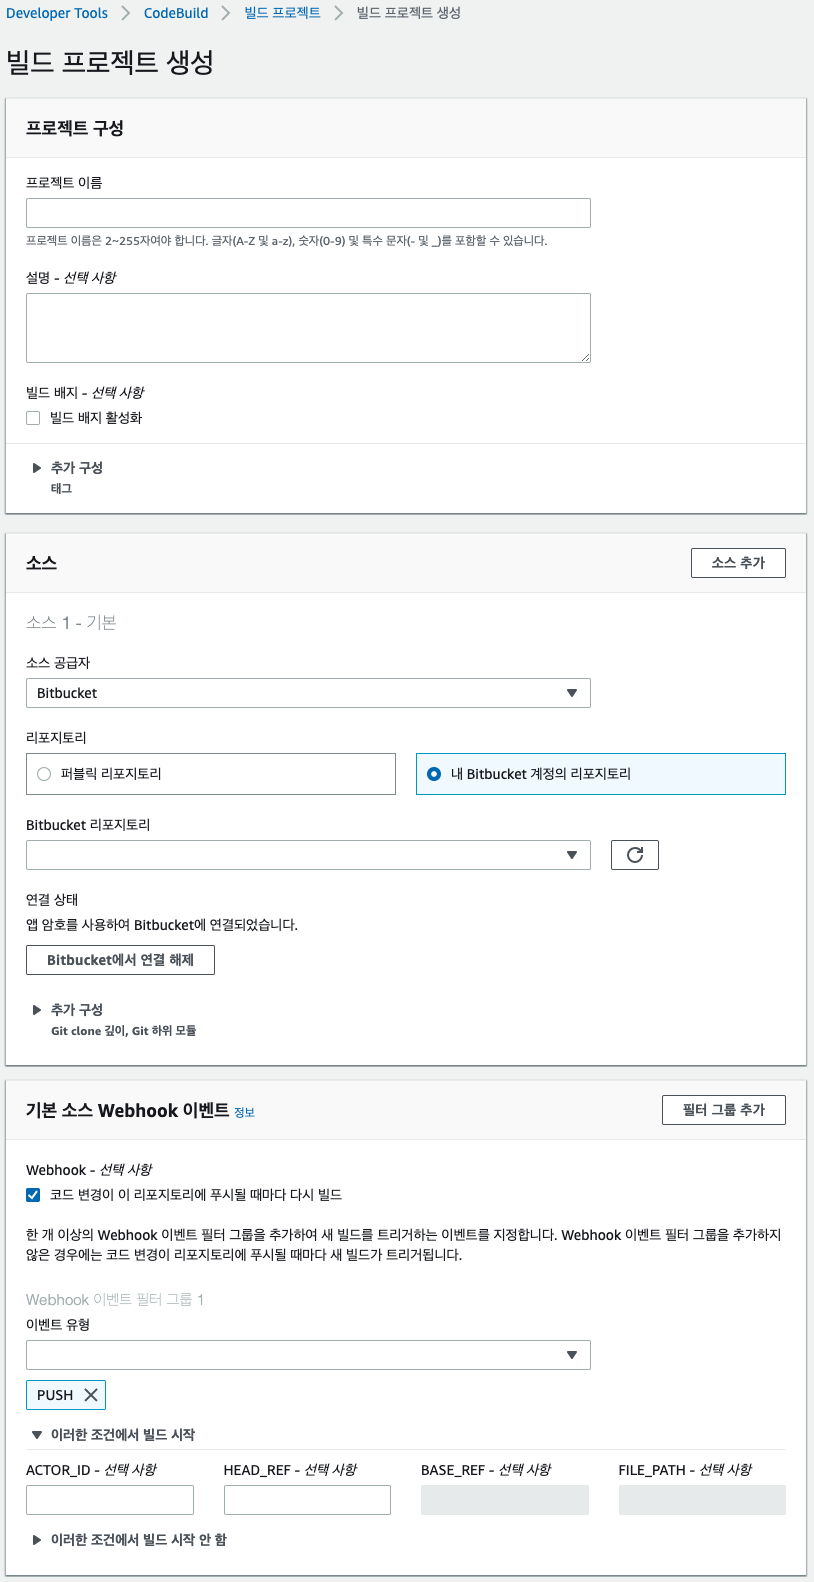 Developer Tools > CodeBuild > 빌드 프로젝트 > 빌드 프로젝트 생성
빌드 프로젝트 생성
프로젝트 구성
프로젝트 이름
프로젝트 이름은 2~255자여야 합니다. 글자(A-Z 및 a-z), 숫자(0-9) 및 특수 문자(- 및 _)를 포함할 수 있습니다.
설명 - 선택 사항
빌드 배지 - 선택 사항
빌드 배지 활성화
추가 구성
태그
소스
소스 추가
소스 1 - 기본
소스 공급자
Bitbucket
리포지토리
퍼블릭 리포지토리
내 Bitbucket 계정의 리포지토리
Bitbucket 리포지토리
연결 상태
앱 암호를 사용하여 Bitbucket에 연결되었습니다.
Bitbucket에서 연결 해제
추가 구성
Git clone 깊이, Git 하위 모듈
기본 소스 Webhook 이벤트 정보
필터 그룹 추가
Webhook - 선택 사항
코드 변경이 이 리포지토리에 푸시될 때마다 다시 빌드
한 개 이상의 Webhook 이벤트 필터 그룹을 추가하여 새 빌드를 트리거하는 이벤트를 지정합니다. Webhook 이벤트 필터 그룹을 추가하지
않은 경우에는 코드 변경이 리포지토리에 푸시될 때마다 새 빌드가 트리거됩니다.
Webhook 이벤트 필터 그룹 1
이벤트 유형
PUSH
이러한 조건에서 빌드 시작
ACTOR_ID - 선택 사항 HEAD_REF - 선택 사항 BASE_REF - 선택 사항 FILE_PATH - 선택 사항
이러한 조건에서 빌드 시작 안 함